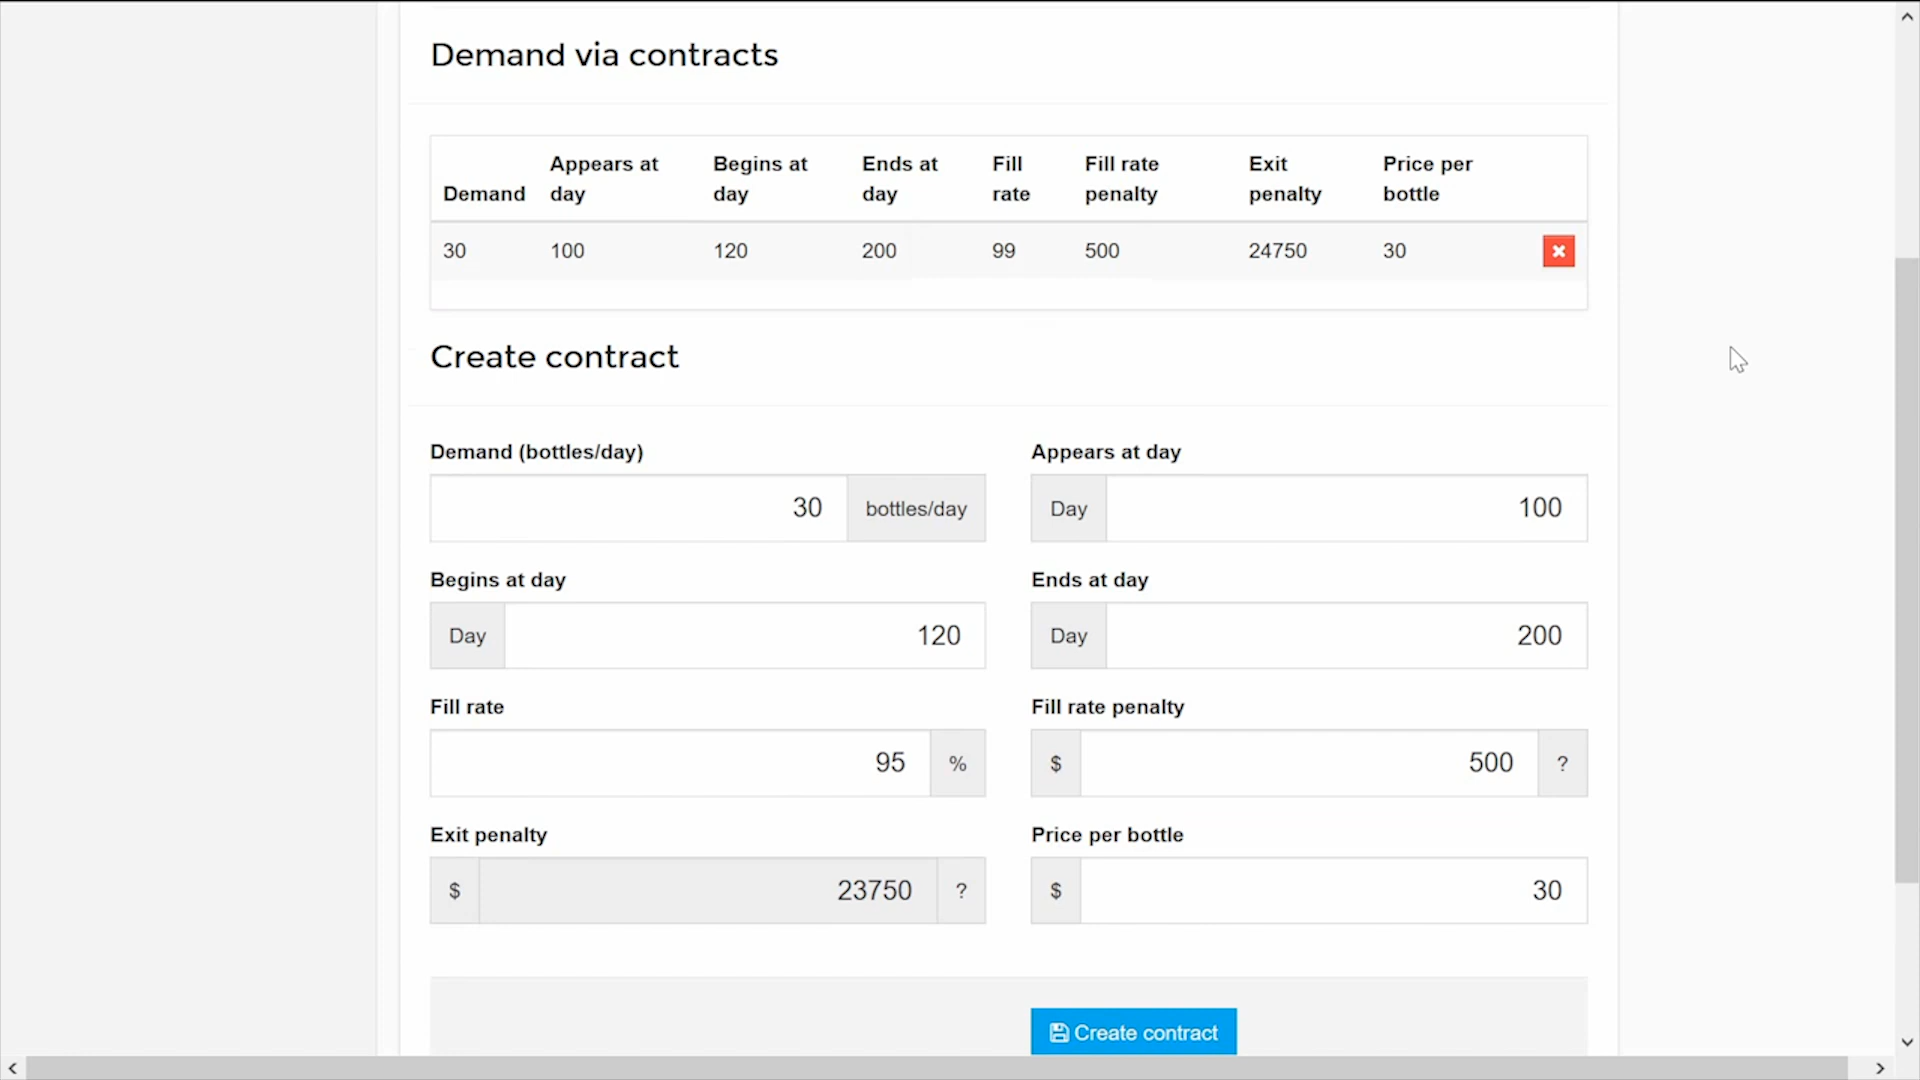 Demand via contracts
Demand Appears at day Begins at day Ends at day Fill rate Fill rate penalty Exit penalty Price per bottle
30 100 120 200 99 500 24750 30
Create contract
Demand (bottles/day) Appears at day
30 bottles/day Day 100
Begins at day Ends at day
Day 120 Day 200
Fill rate Fill rate penalty
95 % $ 500 ?
Exit penalty Price per bottle
$ 23750 ? $ 30
Create contract